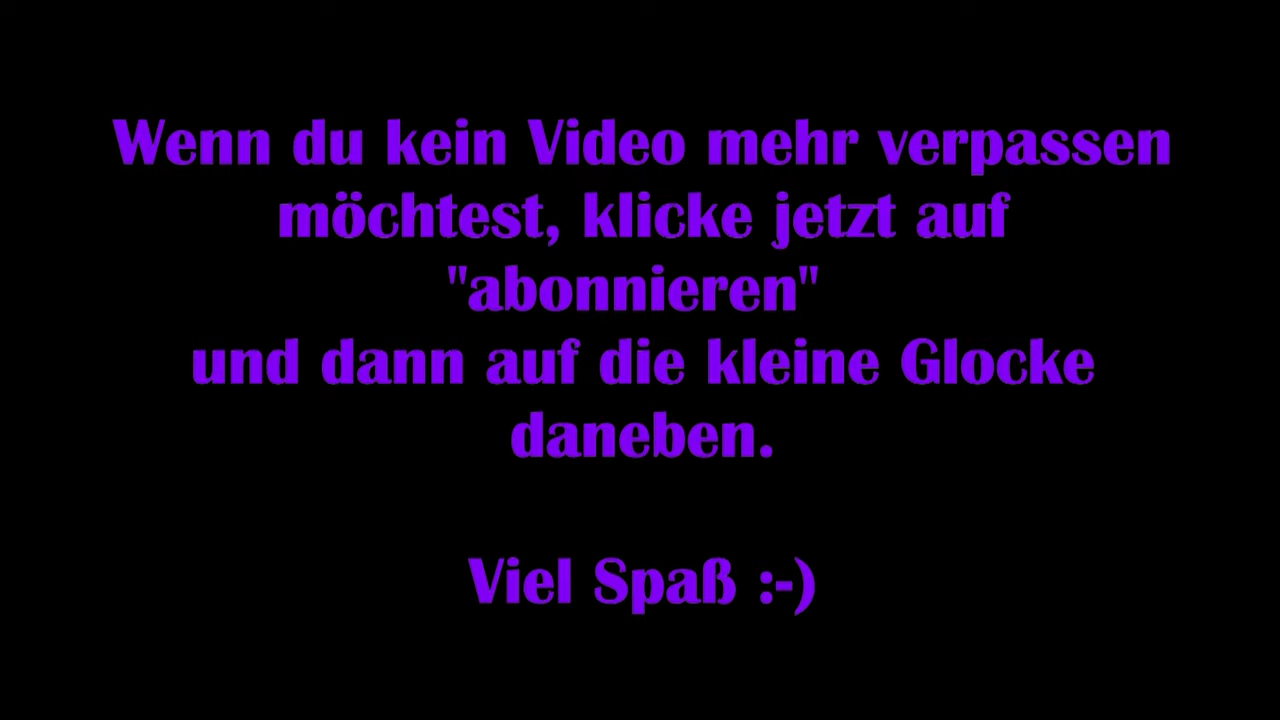 Wenn du kein Video mehr verpassen
möchtest, klicke jetzt auf
"abonnieren"
und dann auf die kleine Glocke
daneben.
Viel Spaß :-)